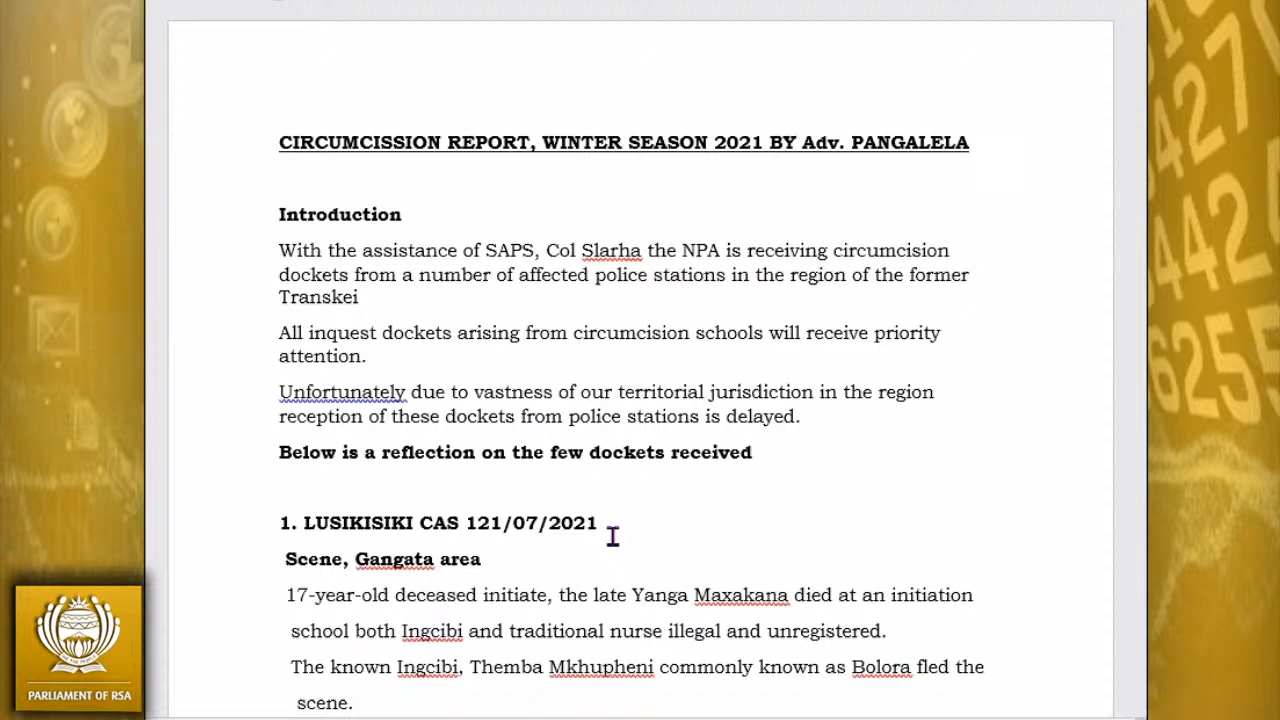 CIRCUMCISSION REPORT, WINTER SEASON 2021 BY Adv. PANGALELA
Introduction
With the assistance of SAPS, Col Slarha the NPA is receiving circumcision
dockets from a number of affected police stations in the region of the former
Transkei
All inquest dockets arising from circumcision schools will receive priority
attention.
Unfortunately due to vastness of our territorial jurisdiction in the region
reception of these dockets from police stations is delayed.
Below is a reflection on the few dockets received
1. LUSIKISIKI CAS 121/07/2021
Scene, Gangata area
17-year-old deceased initiate, the late Yanga Maxakana died at an initiation
school both Ingcibi and traditional nurse illegal and unregistered.
The known Ingcibi, Themba Mkhupheni commonly known as Bolora fled the
scene.
PARLIAMENT OF RSA